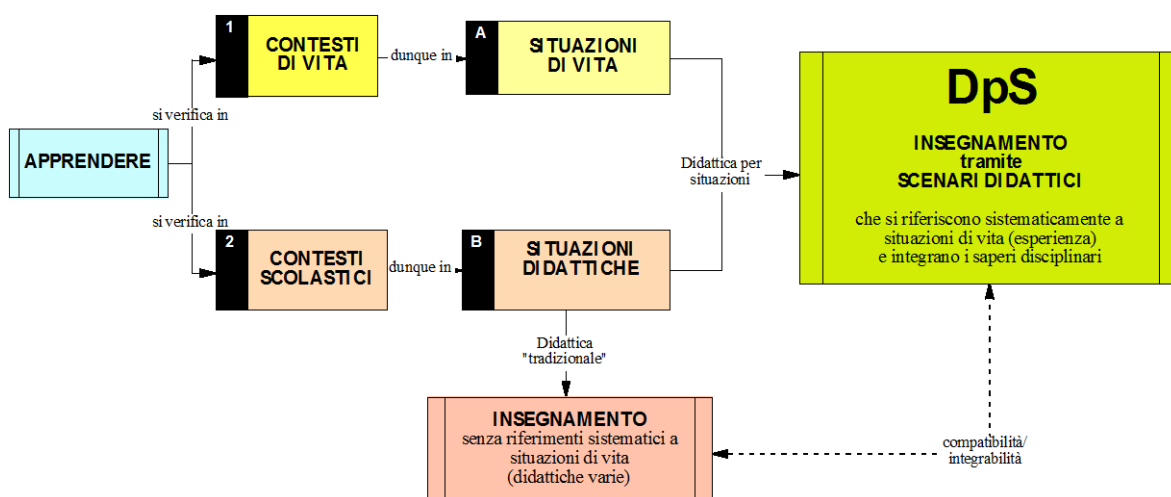 APPRENDERE
si verifica in
si verifica in
1
CONTESTI
DI VITA
dunque in
A
SITUAZIONI
DI VITA
2
CONTESTI
SCOLASTICI
dunque in
B
SITUAZIONI
DIDATTICHE
Didattica per
situazioni
DpS
INSEGNAMENTO
tramite
SCENARI DIDATTICI
che si riferiscono sistematicamente a
situazioni di vita (esperienza)
e integrano i saperi disciplinari
Didattica
"tradizionale"
INSEGNAMENTO
senza riferimenti sistematici a
situazioni di vita
(didattiche varie)
compatibilità/
integrabilità